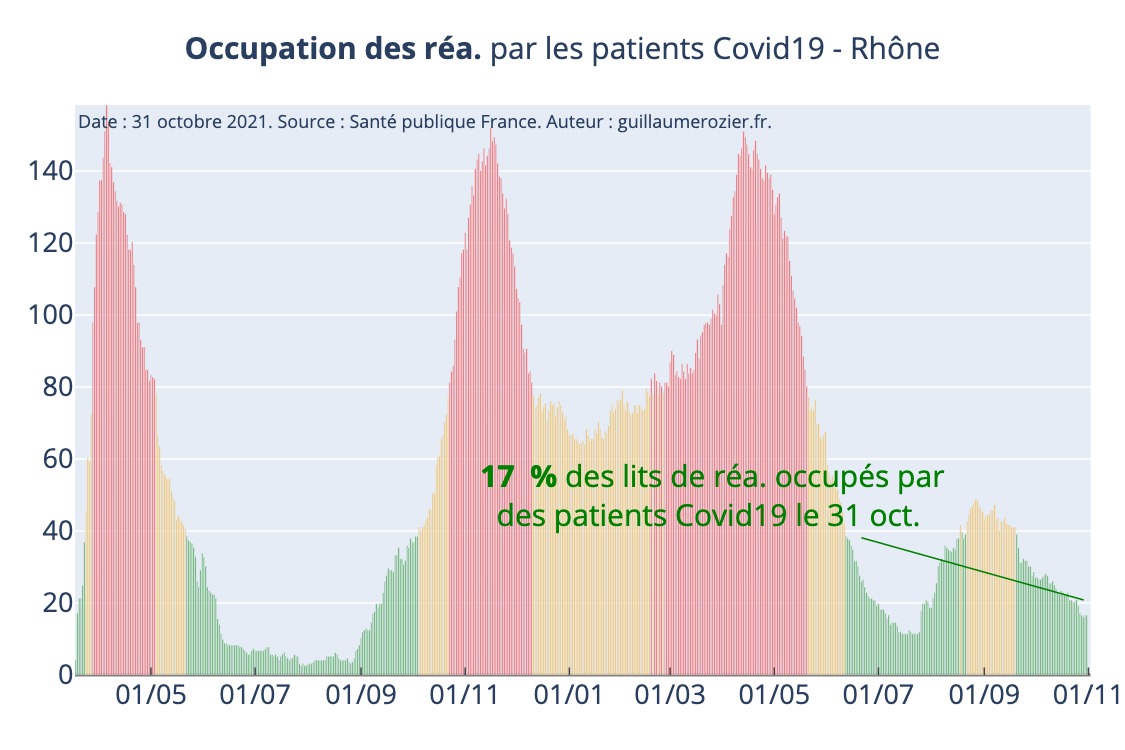 Occupation des réa. par les patients Covid19 - Rhône
Date : 31 octobre 2021. Source : Santé publique France. Auteur : guillaumerozier.fr.
140
120
100
80
60
17 % des lits de réa. occupés par
des patients Covid19 le 31 oct.
40
20
0
01/05 01/07 01/09 01/11 01/01 01/03 01/05 01/07 01/09 01/11